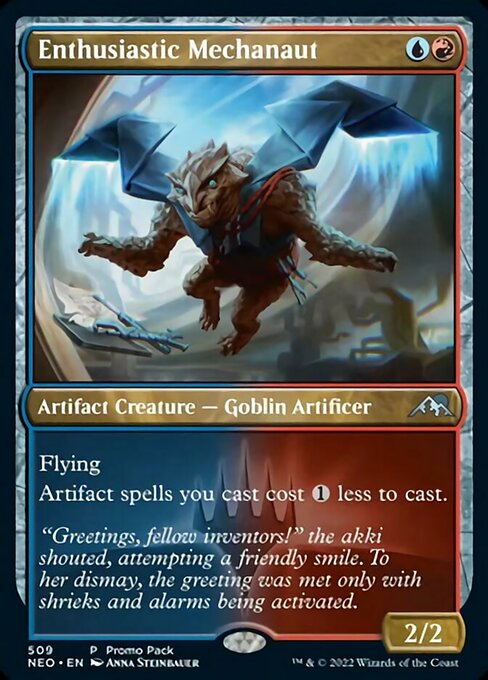 Enthusiastic Mechanaut
Artifact Creature — Goblin Artificer
Flying
Artifact spells you cast cost 1 less to cast.
“Greetings, fellow inventors!” the akki
shouted, attempting a friendly smile. To
her dismay, the greeting was met only with
shrieks and alarms being activated.
2/2
509 P Promo Pack
NEO • EN Anna Steinbauer
™ & © 2022 Wizards of the Coast